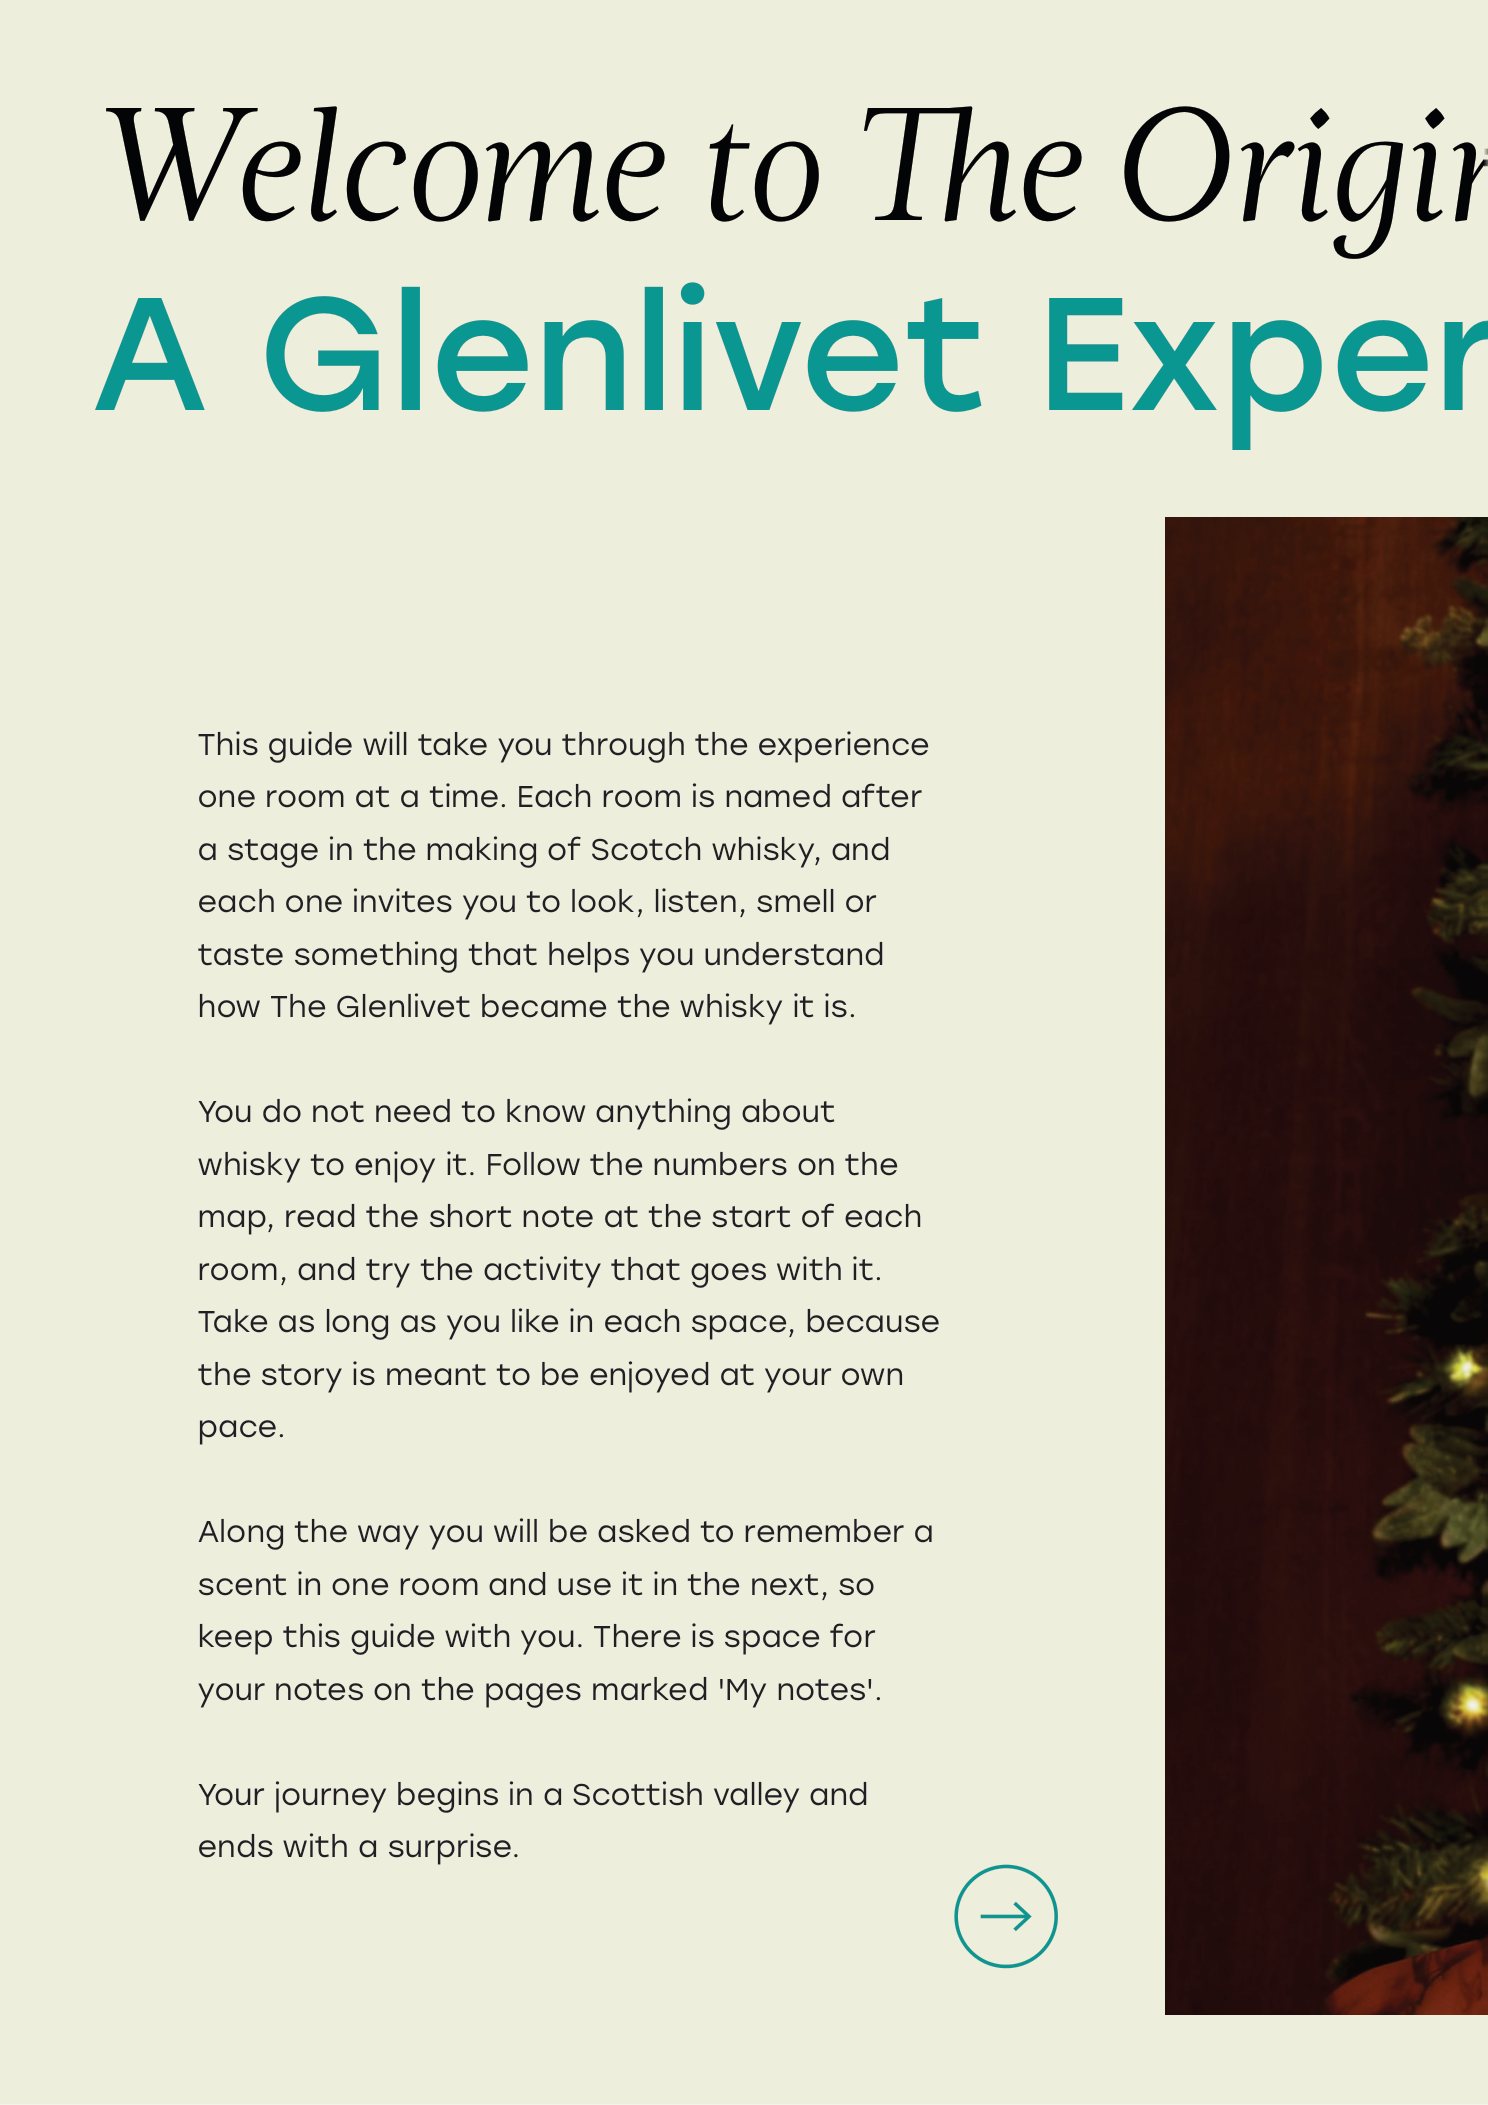 Welcome to The Origin
A Glenlivet Exper
This guide will take you through the experience
one room at a time. Each room is named after
a stage in the making of Scotch whisky, and
each one invites you to look, listen, smell or
taste something that helps you understand
how The Glenlivet became the whisky it is.
You do not need to know anything about
whisky to enjoy it. Follow the numbers on the
map, read the short note at the start of each
room, and try the activity that goes with it.
Take as long as you like in each space, because
the story is meant to be enjoyed at your own
pace.
Along the way you will be asked to remember a
scent in one room and use it in the next, so
keep this guide with you. There is space for
your notes on the pages marked 'My notes'.
Your journey begins in a Scottish valley and
ends with a surprise.